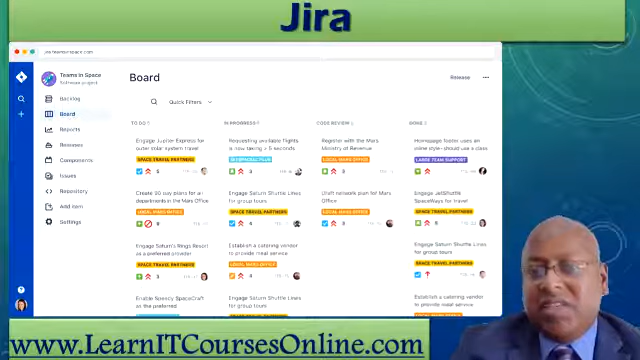 Jira
jira.teamsinspace.com
Teams in Space
Software project
Board
Release
Quick Filters
Backlog
Board
Reports
Releases
Components
Issues
Repository
Add item
Settings
TO DO
Engage Jupiter Express for
outer solar system travel
SPACE TRAVEL PARTNERS
5
Create 90 day plans for all
departments in the Mars Office
LOCAL MARS OFFICE
Engage Saturn's Rings Resort
as a preferred provider
SPACE TRAVEL PARTNERS
3
Enable Speedy SpaceCraft
as the preferred
IN PROGRESS
Requesting available flights
is now taking > 5 seconds
3
Engage Saturn Shuttle Lines
for group tours
SPACE TRAVEL PARTNERS
4
Establish a catering vendor
to provide meal service
LOCAL MARS OFFICE
4
Engage Saturn Shuttle Lines
for group tours
CODE REVIEW
Register with the Mars
Ministry of Revenue
LOCAL MARS OFFICE
3
Draft network plan for Mars
Office
LOCAL MARS OFFICE
3
DONE
Homepage footer uses an
inline style-should use a class
LARGE TEAM SUPPORT
Engage JetShuttle
SpaceWays for travel
SPACE TRAVEL PARTNERS
5
Engage Saturn Shuttle Lines
for group tours
SPACE TRAVEL PARTNERS
Establish a catering vendor
to provide meal service
www.LearnITCoursesOnline.com